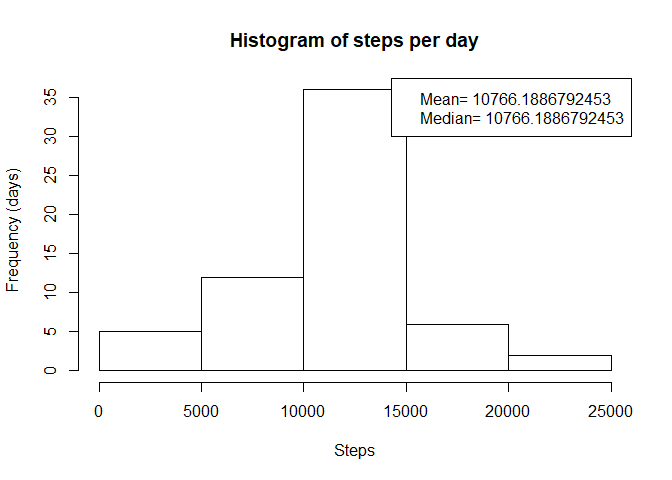 Histogram of steps per day
Mean= 10766.1886792453
Median= 10766.1886792453
Frequency (days)
35
30
25
20
15
10
5
0
0 5000 10000 15000 20000 25000
Steps